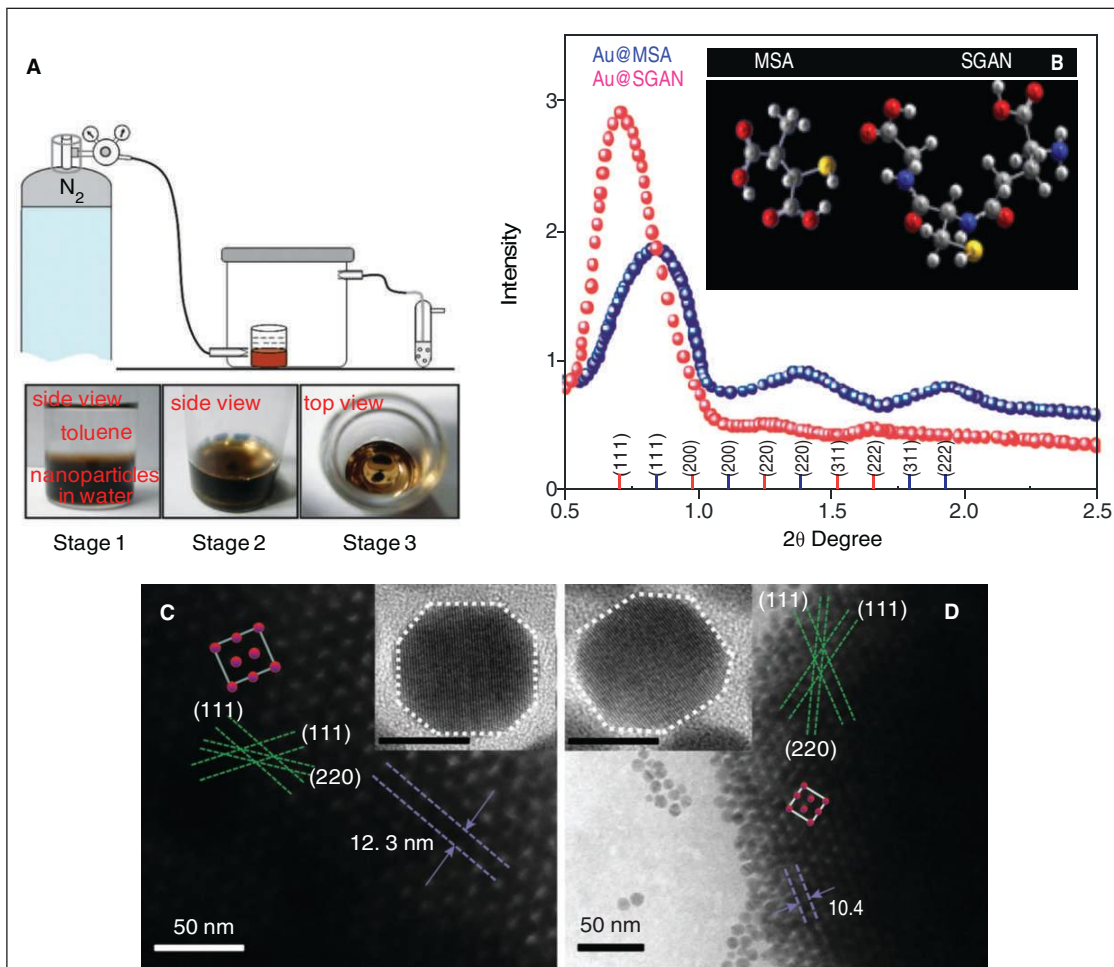 A
N2
side view
toluene
nanoparticles
in water
side view
top view
Stage 1
Stage 2
Stage 3
Au@MSA
Au@SGAN
MSA
SGAN
B
3
2
1
0
Intensity
(111)
(111)
(200)
(200)
(220)
(220)
(311)
(222)
(311)
(222)
0.5
1.0
1.5
2.0
2.5
2θ Degree
C
(111)
(111)
(220)
12. 3 nm
50 nm
(111)
(111)
D
(220)
10.4
50 nm